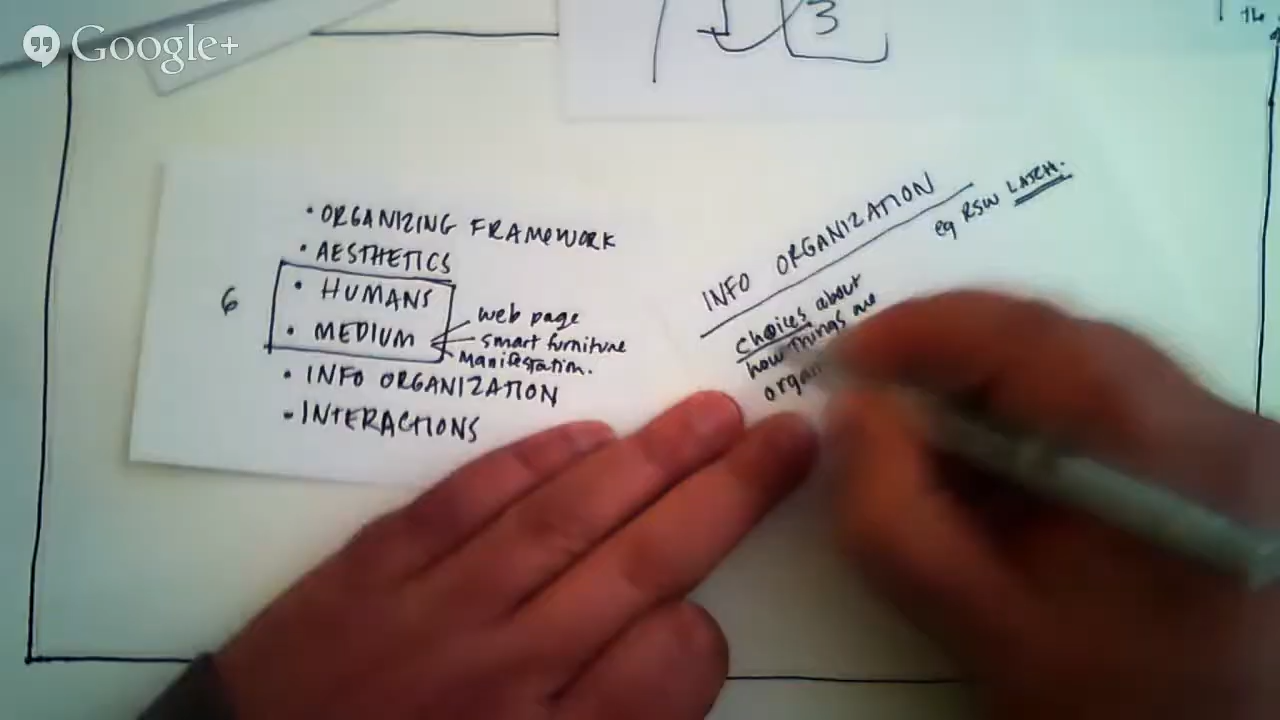 Google+
3
the
• ORGANIZING FRAMEWORK
• AESTHETICS
6
• HUMANS
• MEDIUM
web page
smart furniture
manifestation.
• INFO ORGANIZATION
• INTERACTIONS
INFO ORGANIZATION
eg RSW LATCH.
choices about
how things are